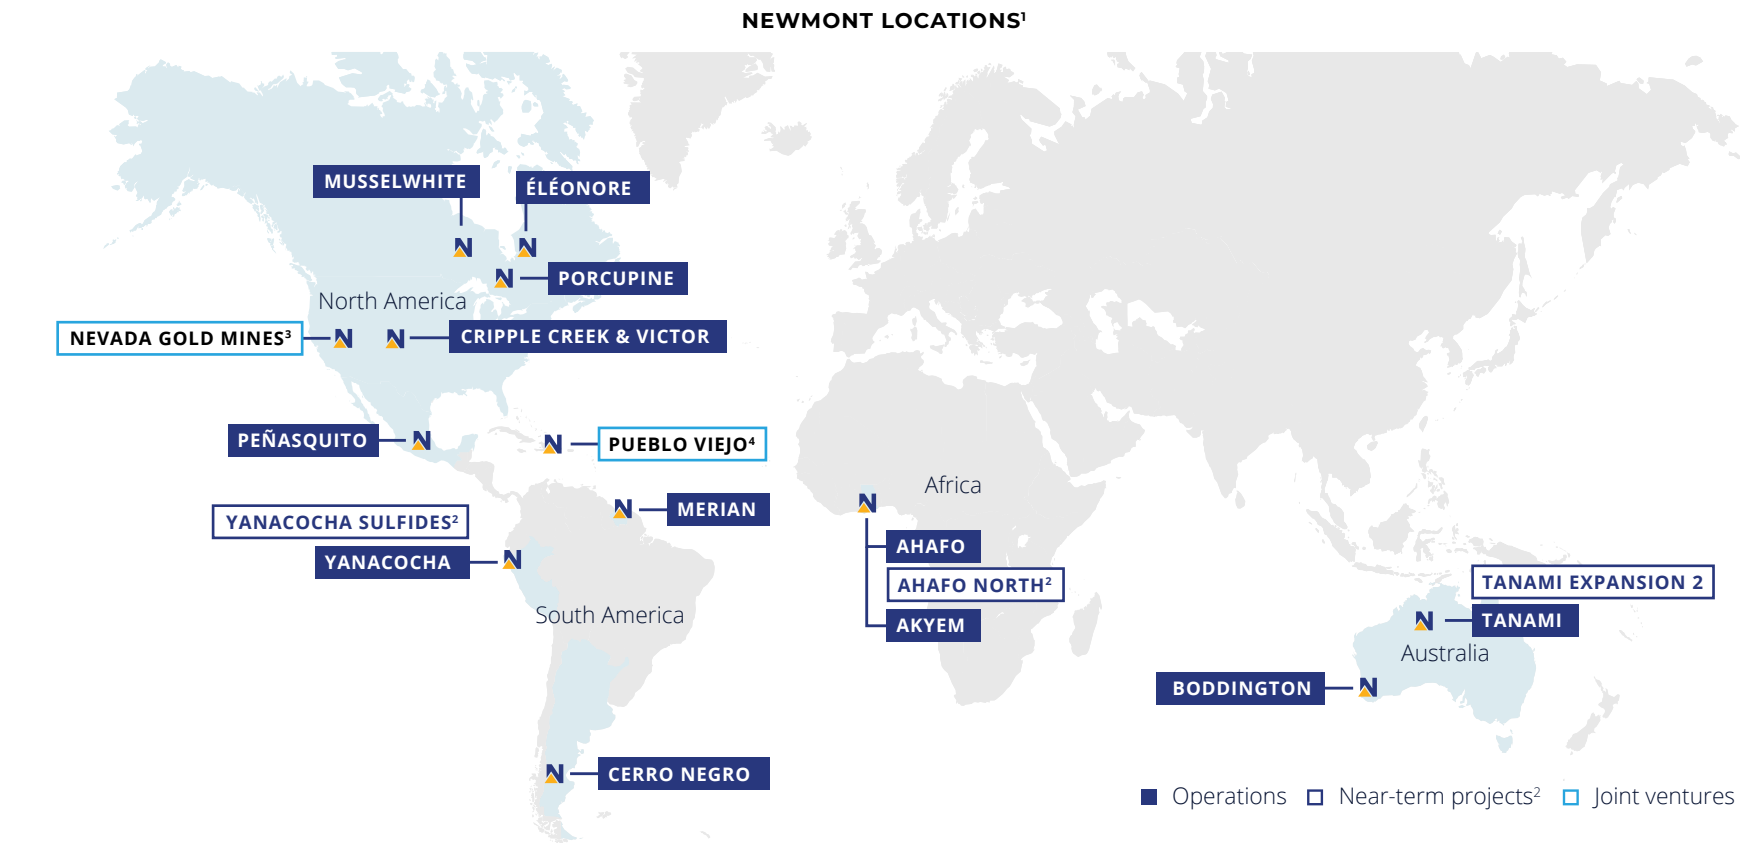 NEWMONT LOCATIONS¹
MUSSELWHITE
ÉLÉONORE
PORCUPINE
North America
NEVADA GOLD MINES³
CRIPPLE CREEK & VICTOR
PEÑASQUITO
PUEBLO VIEJO⁴
Africa
MERIAN
YANACOCHA SULFIDES²
YANACOCHA
AHAFO
AHAFO NORTH²
AKYEM
South America
TANAMI EXPANSION 2
TANAMI
Australia
BODDINGTON
CERRO NEGRO
Operations
Near-term projects²
Joint ventures